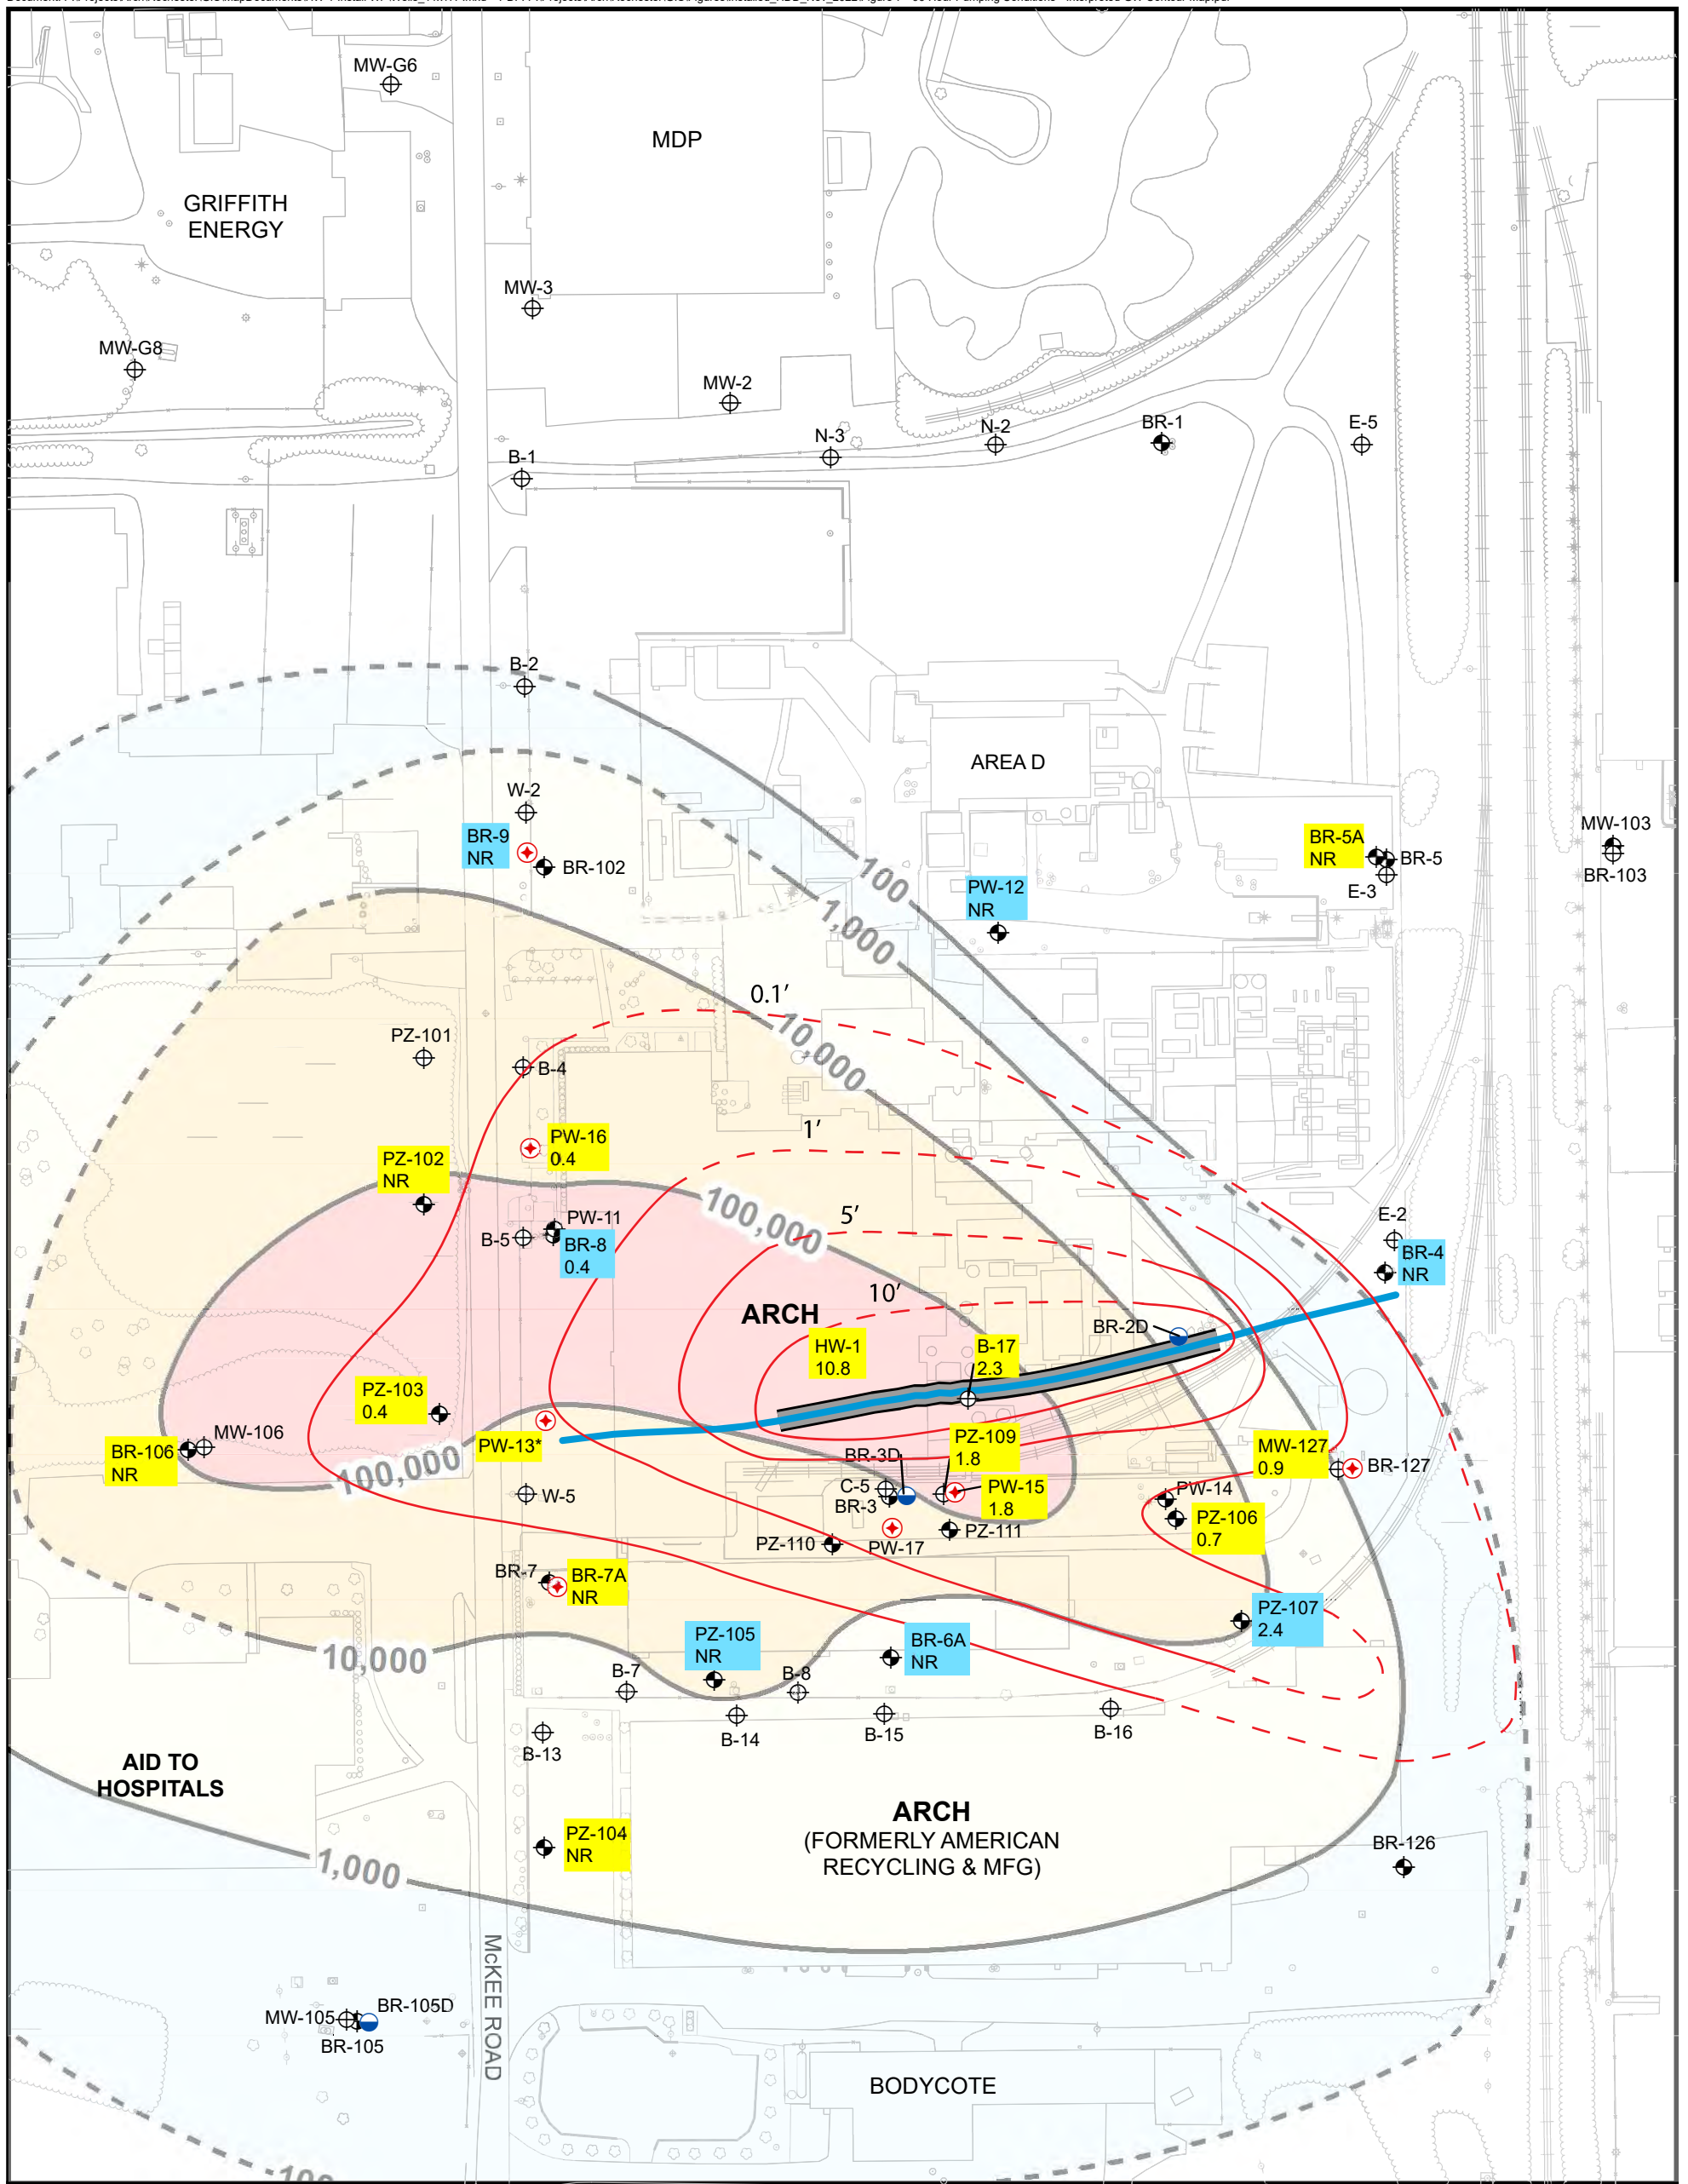 MW-G6
MDP
GRIFFITH
ENERGY
MW-3
MW-G8
MW-2
N-3
N-2
BR-1
E-5
B-1
B-2
AREA D
W-2
BR-9
NR
BR-102
100
1,000
PW-12
NR
BR-5A
NR
BR-5
E-3
MW-103
BR-103
0.1'
10,000
PZ-101
B-4
1'
PW-16
0.4
PZ-102
NR
100,000
5'
PW-11
B-5
BR-8
0.4
E-2
BR-4
NR
10'
ARCH
HW-1
10.8
BR-2D
B-17
2.3
PZ-103
0.4
PW-13*
MW-106
BR-106
NR
100,000
BR-3D
PZ-109
1.8
MW-127
0.9
BR-127
C-5
BR-3
PW-15
1.8
W-5
PW-14
PZ-106
0.7
PZ-110
PW-17
PZ-111
BR-7
BR-7A
NR
PZ-107
2.4
10,000
PZ-105
NR
BR-6A
NR
B-7
B-8
B-14
B-15
B-16
B-13
AID TO
HOSPITALS
PZ-104
NR
ARCH
(FORMERLY AMERICAN
RECYCLING & MFG)
BR-126
1,000
McKEE ROAD
MW-105
BR-105D
BR-105
BODYCOTE
100